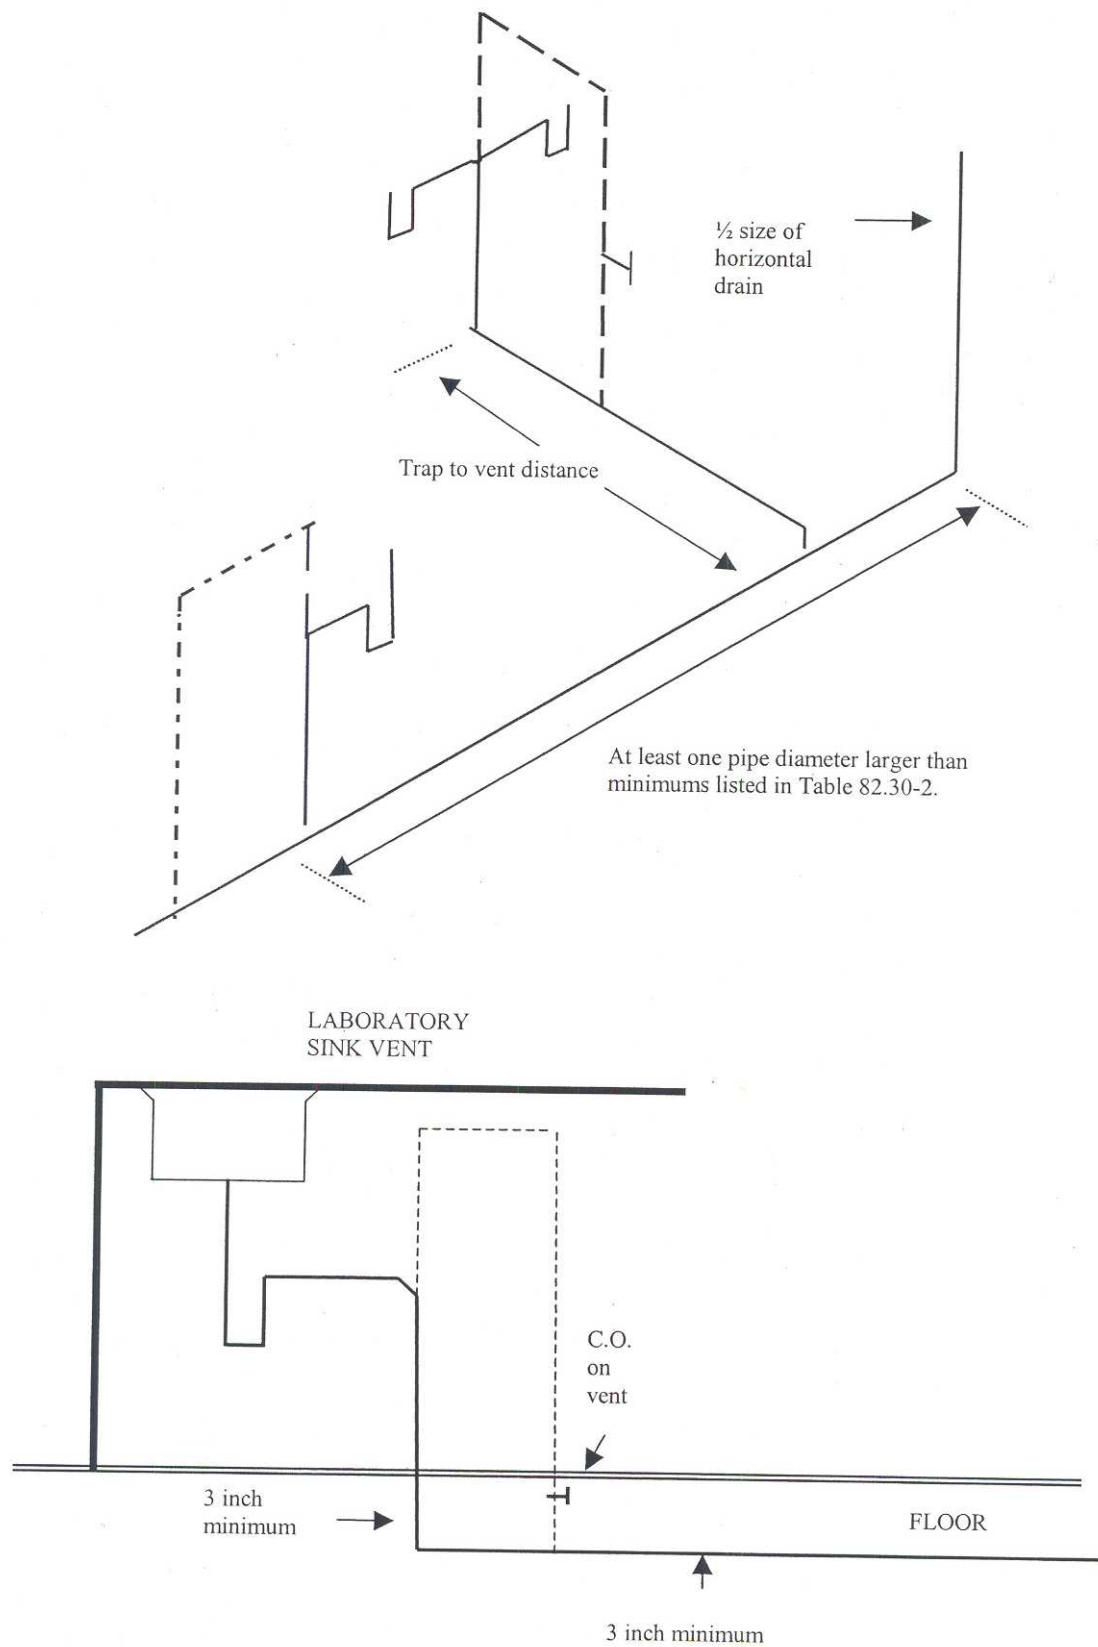 ½ size of
horizontal
drain
Trap to vent distance
At least one pipe diameter larger than
minimums listed in Table 82.30-2.
LABORATORY
SINK VENT
C.O.
on
vent
3 inch
minimum
FLOOR
3 inch minimum